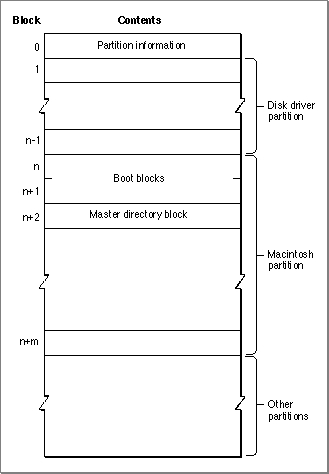 Block Contents
0 Partition information
1
Disk driver
partition
n-1
n
Boot blocks
n+1
n+2 Master directory block
Macintosh
partition
n+m
Other
partitions